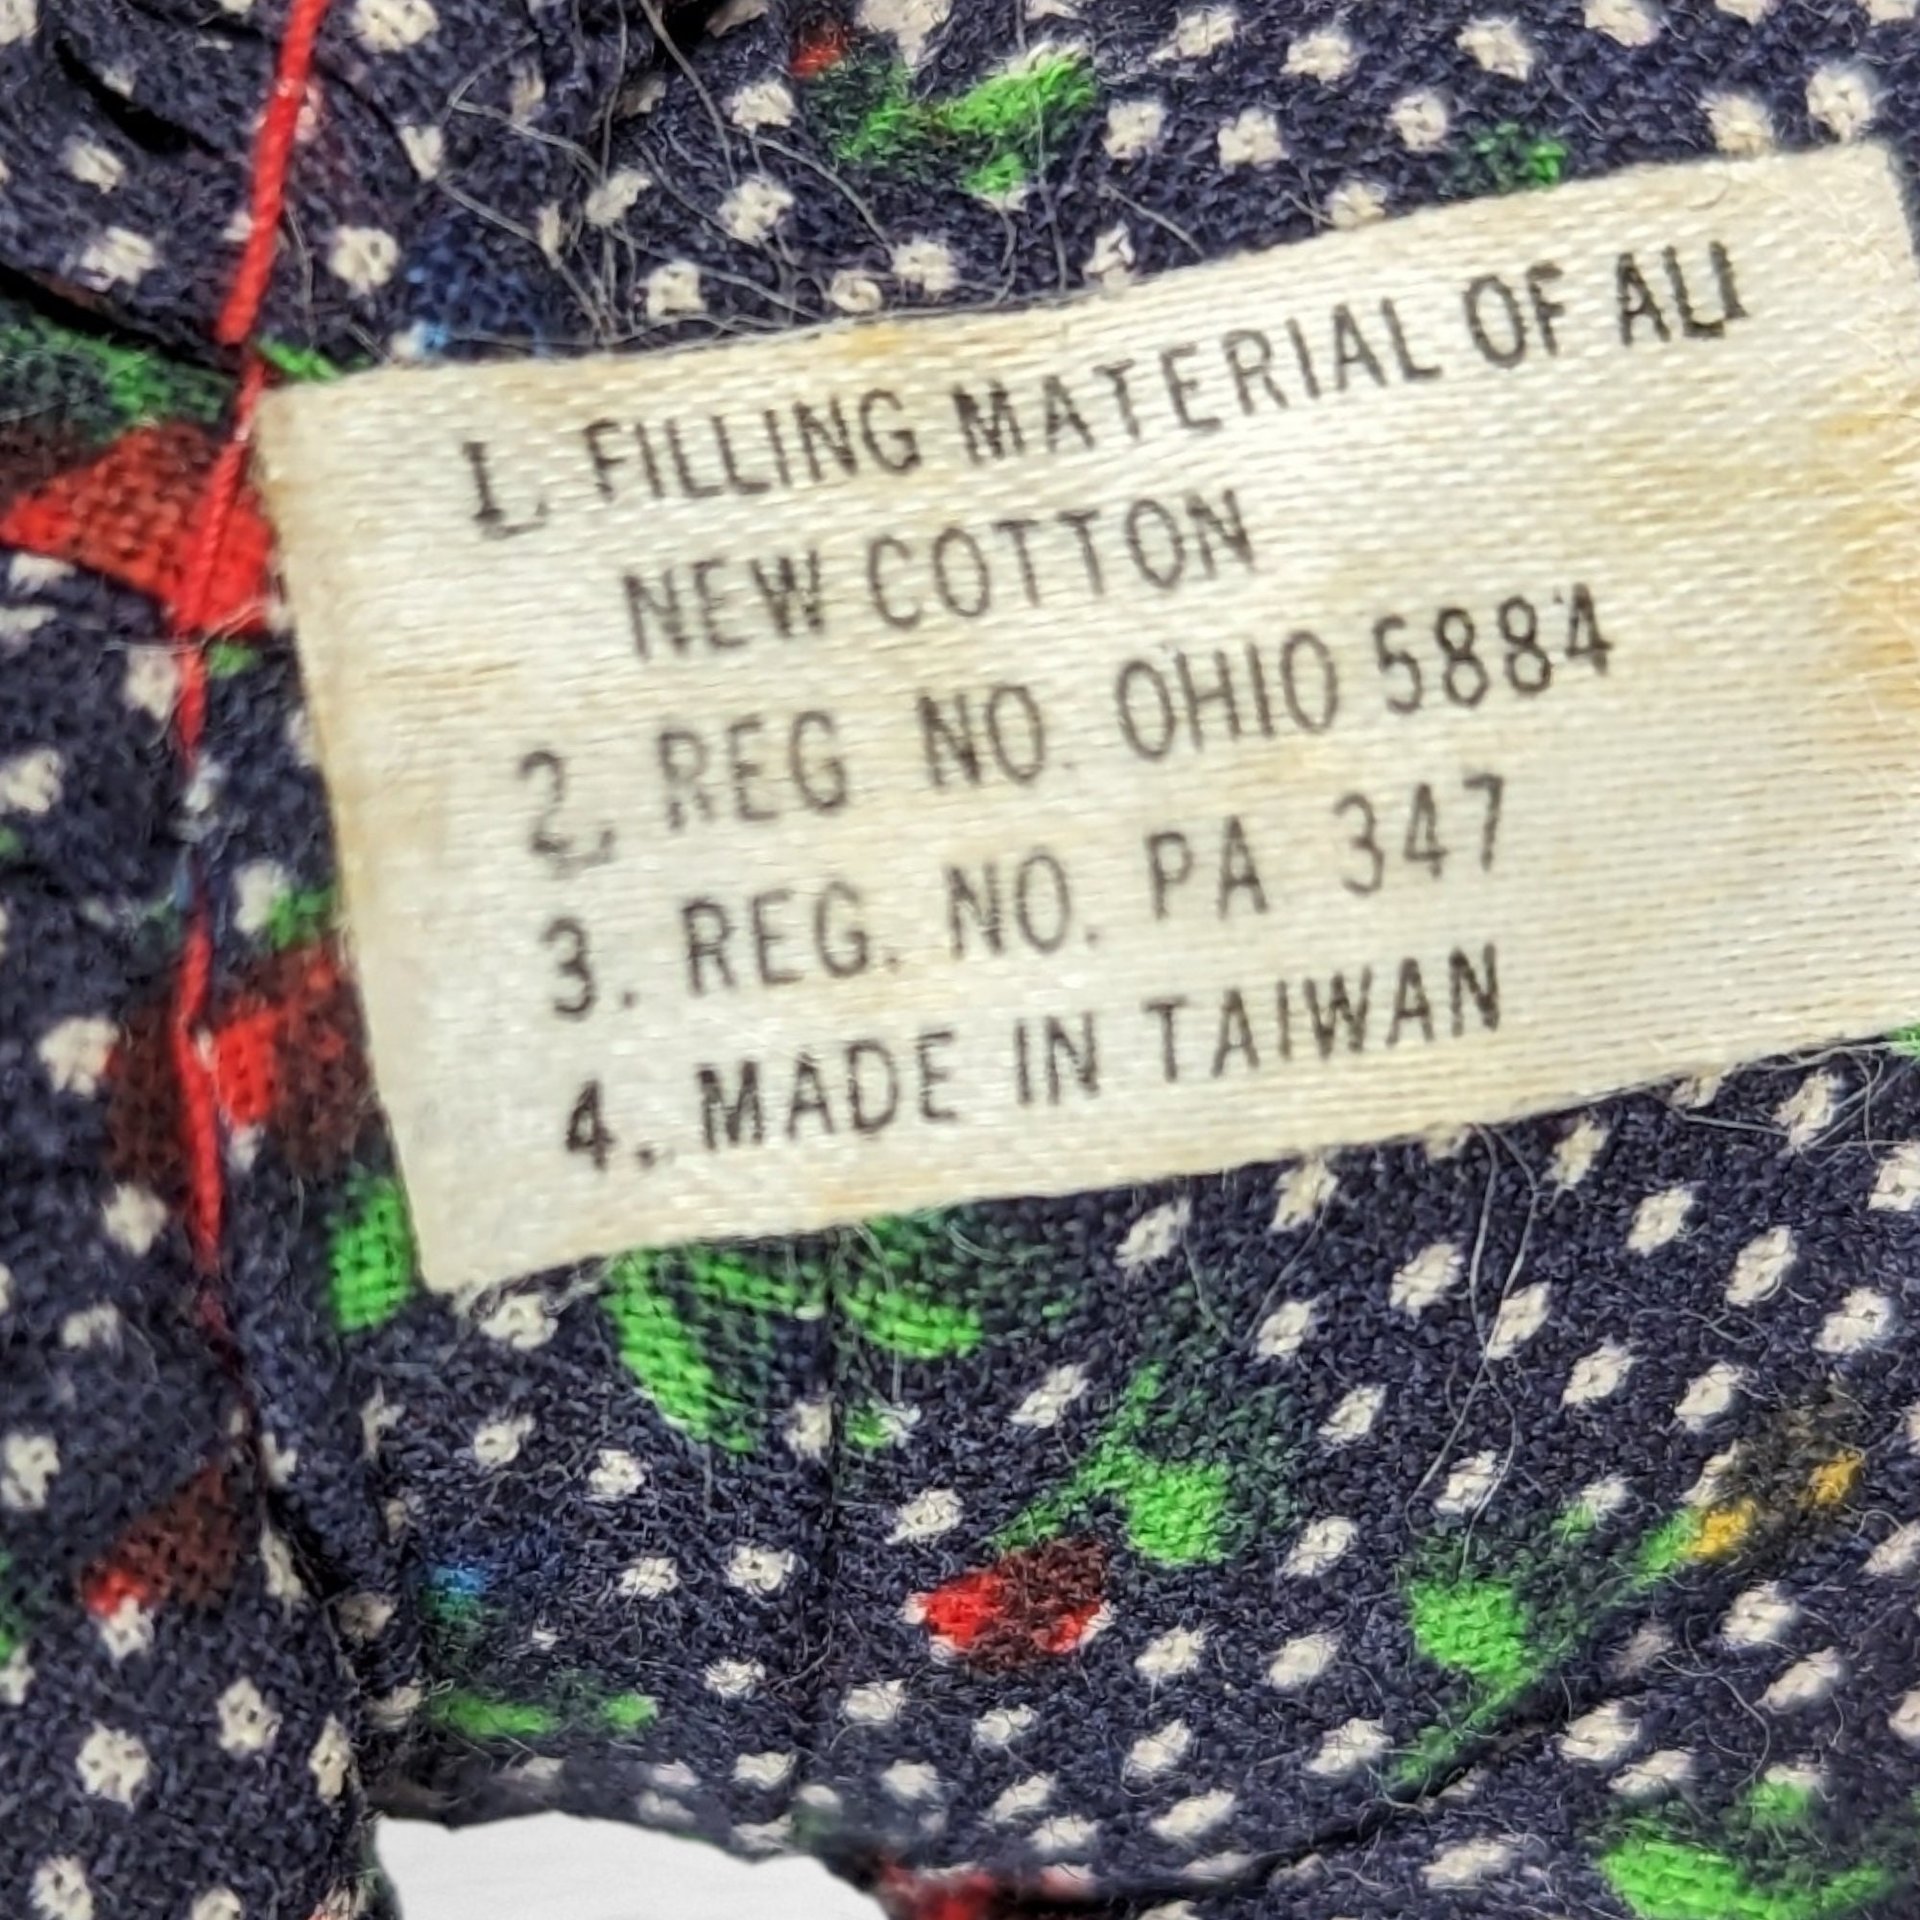 1. FILLING MATERIAL OF ALL
NEW COTTON
2. REG NO. OHIO 5884
3. REG. NO. PA 347
4. MADE IN TAIWAN